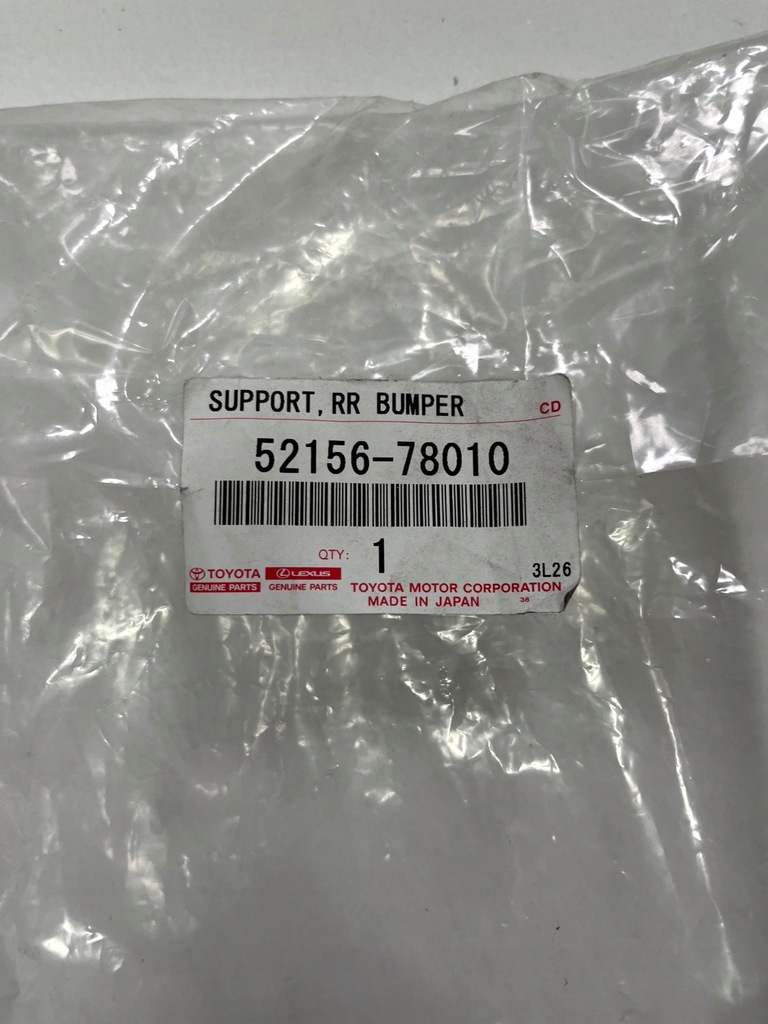 SUPPORT, RR BUMPER CD
52156-78010
QTY: 1
3L26
TOYOTA LEXUS
GENUINE PARTS GENUINE PARTS
TOYOTA MOTOR CORPORATION
MADE IN JAPAN 38